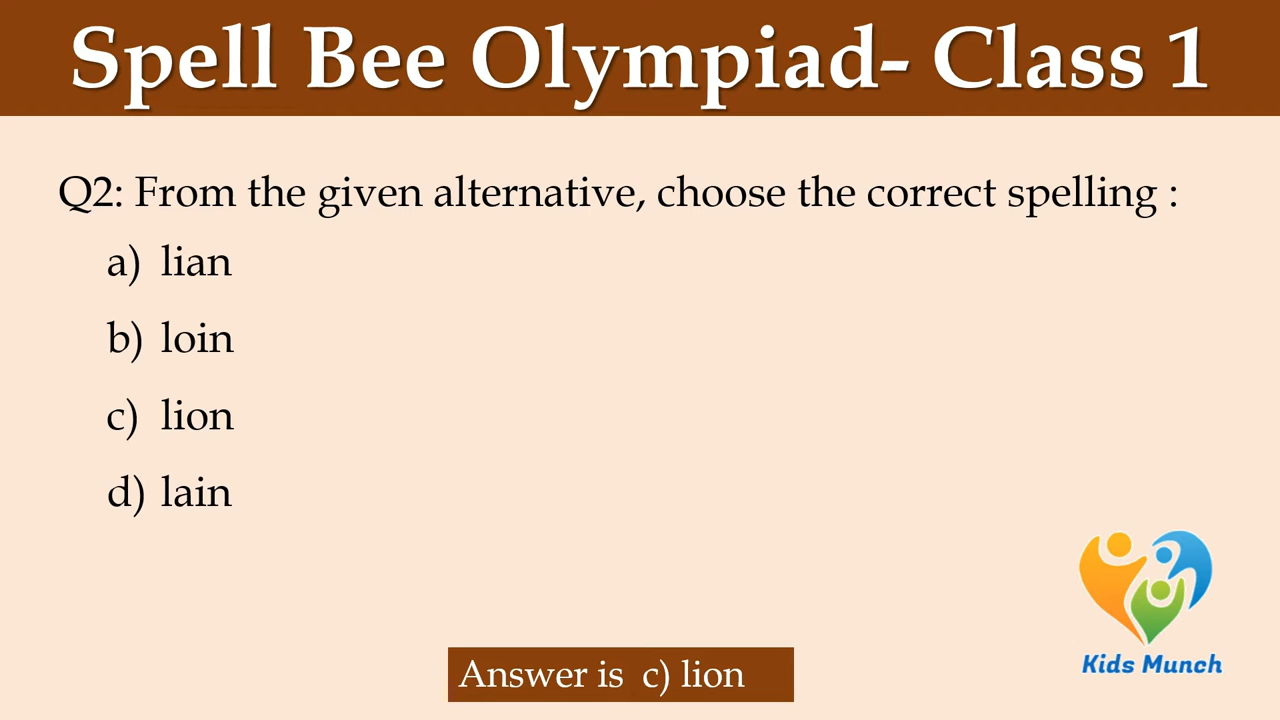 Spell Bee Olympiad- Class 1
Q2: From the given alternative, choose the correct spelling :
a) lian
b) loin
c) lion
d) lain
Kids Munch
Answer is c) lion